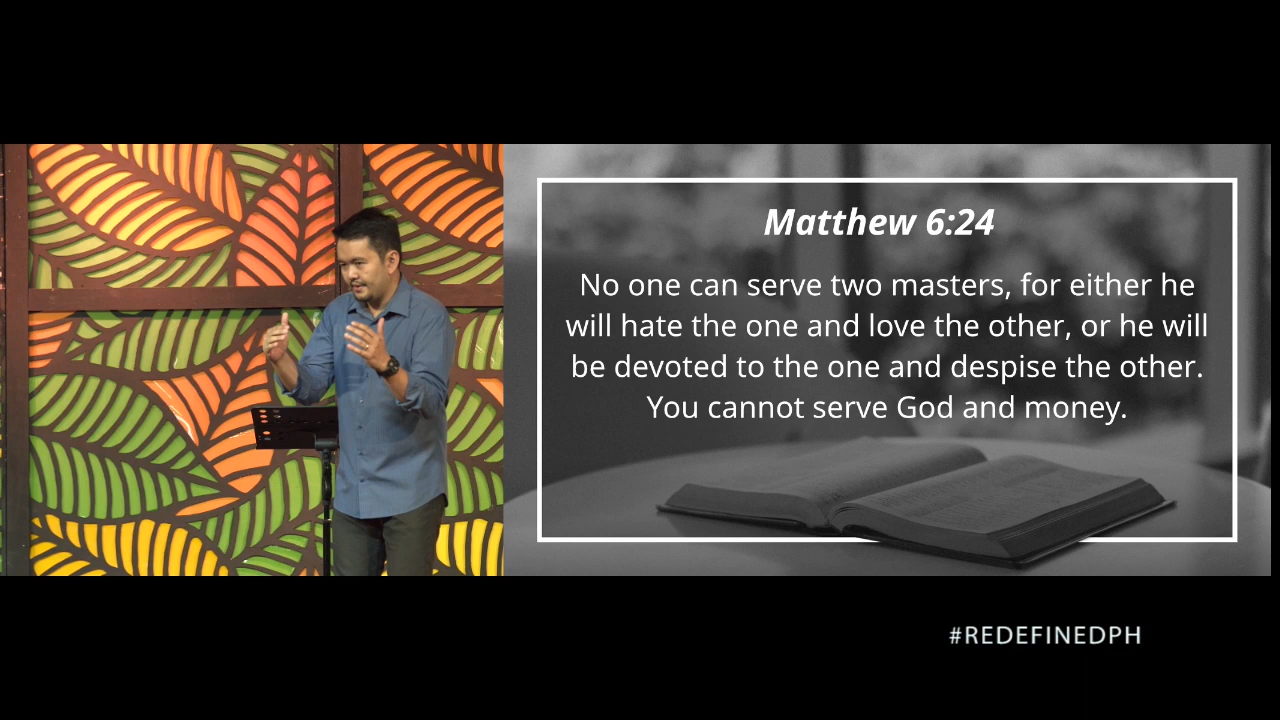 Matthew 6:24
No one can serve two masters, for either he
will hate the one and love the other, or he will
be devoted to the one and despise the other.
You cannot serve God and money.
#REDEFINEDPH